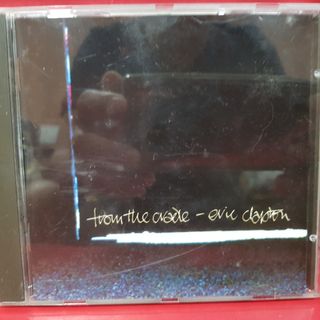 from the cradle - eric clapton